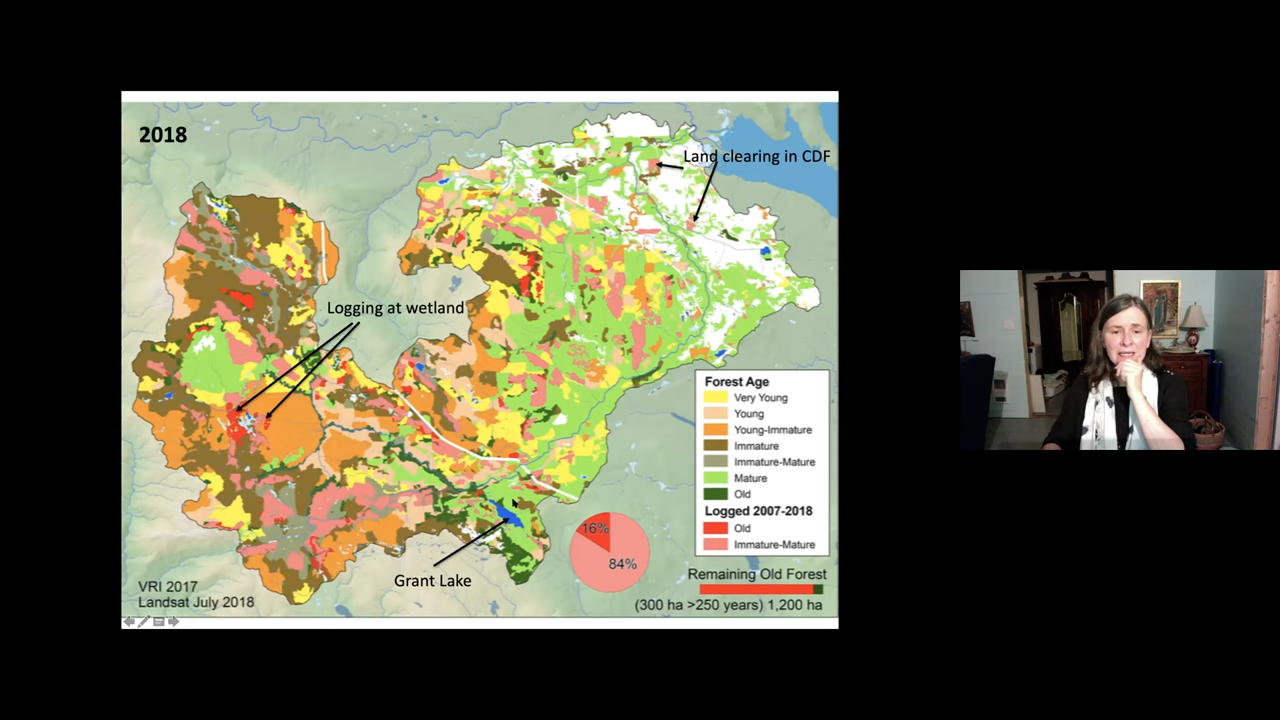 2018
Land clearing in CDF
Logging at wetland
Grant Lake
Forest Age
Very Young
Young
Young-Immature
Immature
Immature-Mature
Mature
Old
Logged 2007-2018
Old
Immature-Mature
16%
84%
Remaining Old Forest
(300 ha >250 years) 1,200 ha
VRI 2017
Landsat July 2018